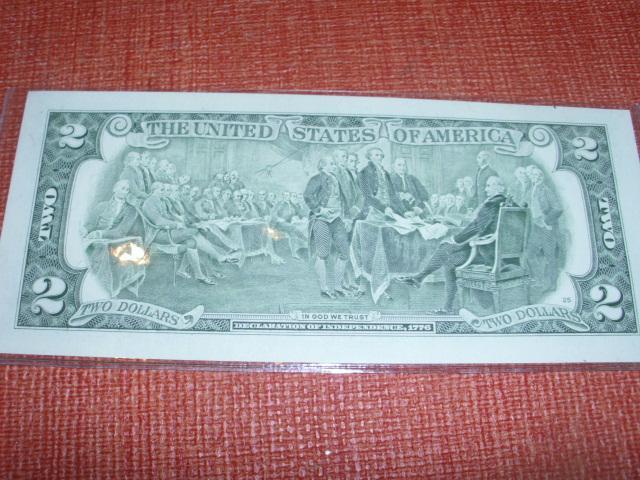 2
THE UNITED STATES OF AMERICA
2
TWO
TWO
2
TWO DOLLARS
IN GOD WE TRUST
DECLARATION OF INDEPENDENCE, 1776
25
TWO DOLLARS
2